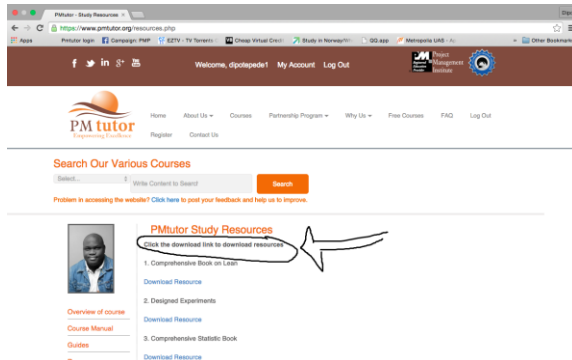 PMtutor - Study Resources
https://www.pmtutor.org/resources.php
Apps Pmtutor login Campaign: PMP EZTV - TV Torrents Cheap Virtual Credit Study in Norway GQ.app Metropolia UAS - Ac Other Bookmarks
Welcome, dipotepede1 My Account Log Out
Project
Management
Institute
PM tutor
Engineering Excellence
Home About Us Courses Partnership Program Why Us Free Courses FAQ Log Out
Register Contact Us
Search Our Various Courses
Select... Write Content to Search! Search
Problem in accessing the website? Click here to post your feedback and help us to improve.
PMtutor Study Resources
Click the download link to download resources
1. Comprehensive Book on Lean
Download Resource
2. Designed Experiments
Download Resource
3. Comprehensive Statistic Book
Download Resource
Overview of course
Course Manual
Guides